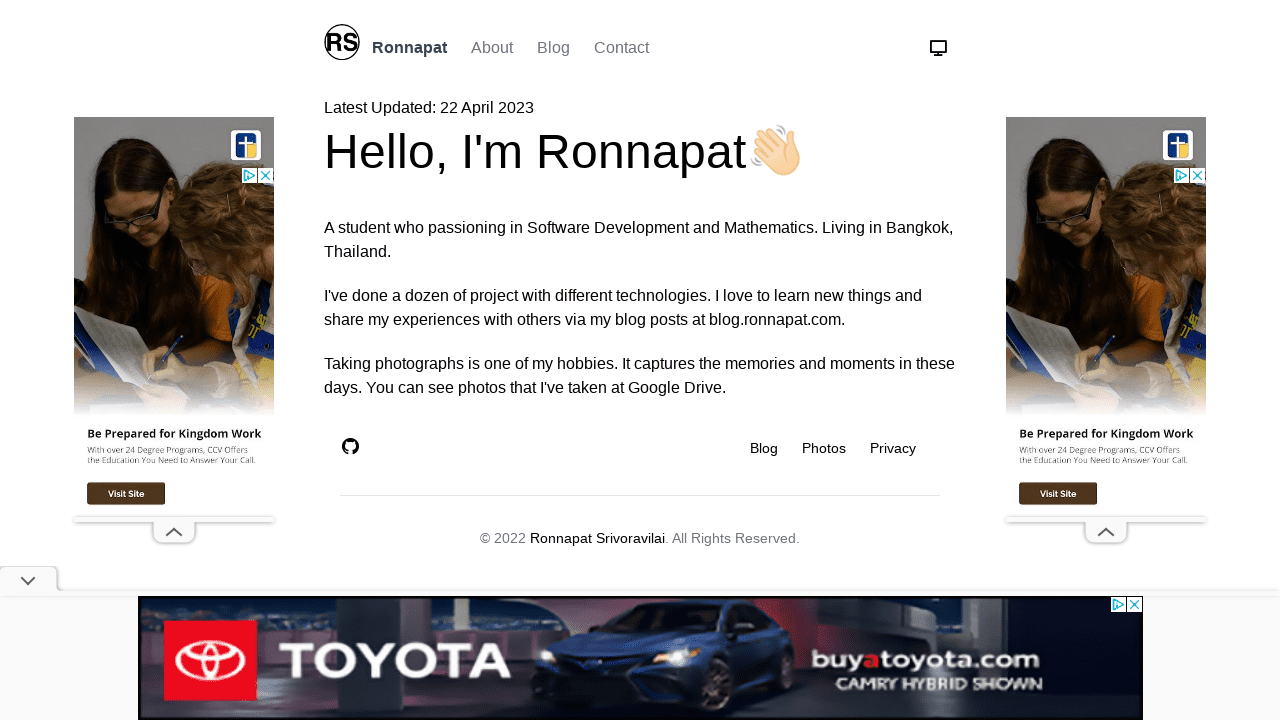 RS Ronnapat About Blog Contact
Latest Updated: 22 April 2023
Hello, I'm Ronnapat👋🏻
A student who passioning in Software Development and Mathematics. Living in Bangkok,
Thailand.
I've done a dozen of project with different technologies. I love to learn new things and
share my experiences with others via my blog posts at blog.ronnapat.com.
Taking photographs is one of my hobbies. It captures the memories and moments in these
days. You can see photos that I've taken at Google Drive.
Blog Photos Privacy
© 2022 Ronnapat Srivoravilai. All Rights Reserved.
Be Prepared for Kingdom Work
With over 24 Degree Programs, CCV Offers
the Education You Need to Answer Your Call.
Visit Site
Be Prepared for Kingdom Work
With over 24 Degree Programs, CCV Offers
the Education You Need to Answer Your Call.
Visit Site
TOYOTA
buyatoyota.com
CAMRY HYBRID SHOWN